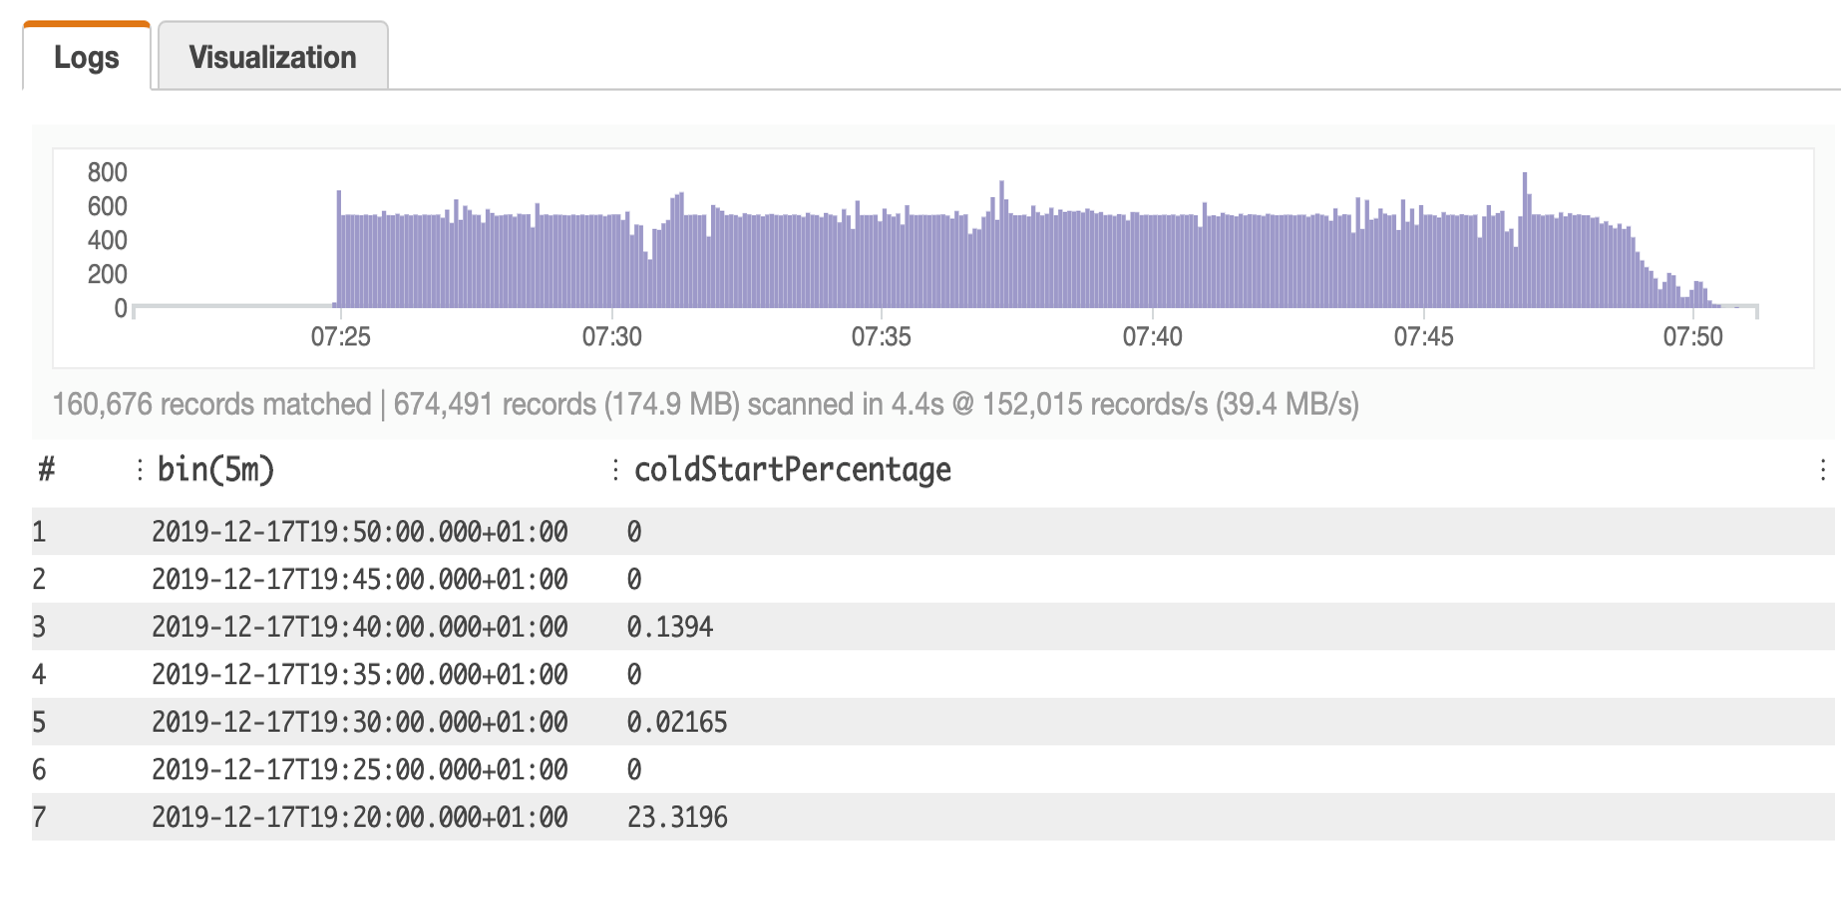 Logs Visualization
800
600
400
200
0
07:25 07:30 07:35 07:40 07:45 07:50
160,676 records matched | 674,491 records (174.9 MB) scanned in 4.4s @ 152,015 records/s (39.4 MB/s)
# bin(5m) coldStartPercentage
1 2019-12-17T19:50:00.000+01:00 0
2 2019-12-17T19:45:00.000+01:00 0
3 2019-12-17T19:40:00.000+01:00 0.1394
4 2019-12-17T19:35:00.000+01:00 0
5 2019-12-17T19:30:00.000+01:00 0.02165
6 2019-12-17T19:25:00.000+01:00 0
7 2019-12-17T19:20:00.000+01:00 23.3196